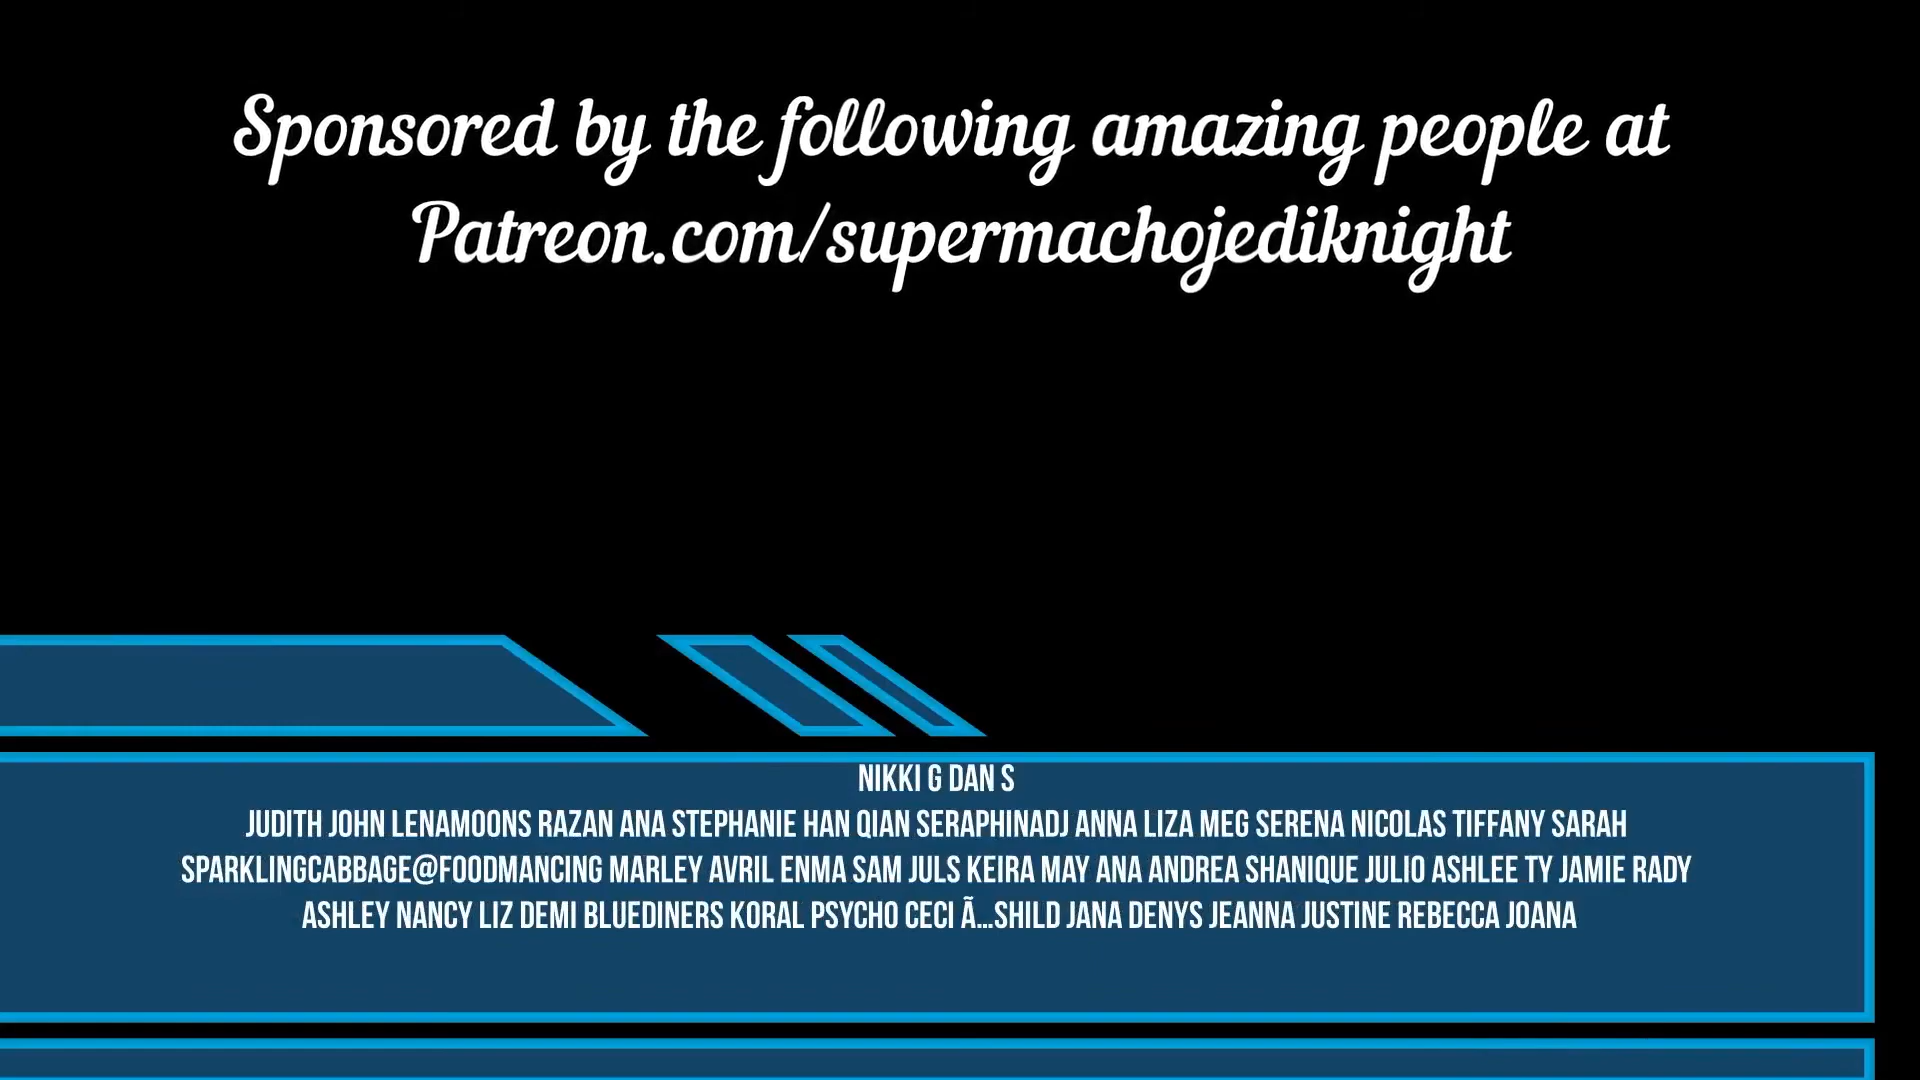 Sponsored by the following amazing people at
Patreon.com/supermachojediknight
NIKKI G DAN S
JUDITH JOHN LENAMOONS RAZAN ANA STEPHANIE HAN QIAN SERAPHINADJ ANNA LIZA MEG SERENA NICOLAS TIFFANY SARAH
SPARKLINGCABBAGE@FOODMANCING MARLEY AVRIL ENMA SAM JULS KEIRA MAY ANA ANDREA SHANIQUE JULIO ASHLEE TY JAMIE RADY
ASHLEY NANCY LIZ DEMI BLUEDINERS KORAL PSYCHO CECI Ã…SHILD JANA DENYS JEANNA JUSTINE REBECCA JOANA